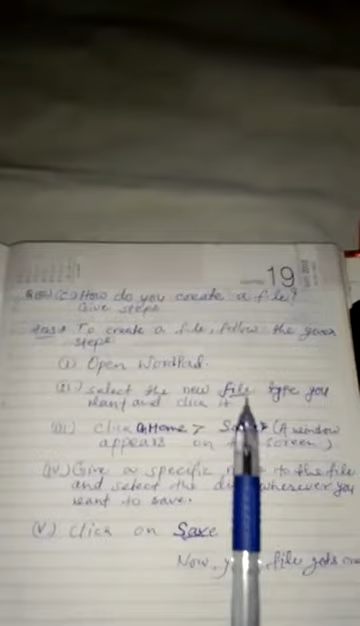 19
(c) How do you create a file?
Give steps
Ans To create a file, follow the given
steps
(i) Open WordPad.
(ii) Select the new file type you
want and click it
(iii) Click Home > (A window
appears on screen)
(iv) Give a specific to the file
and select the wherever you
want to save.
(v) Click on Save
Now, file gets